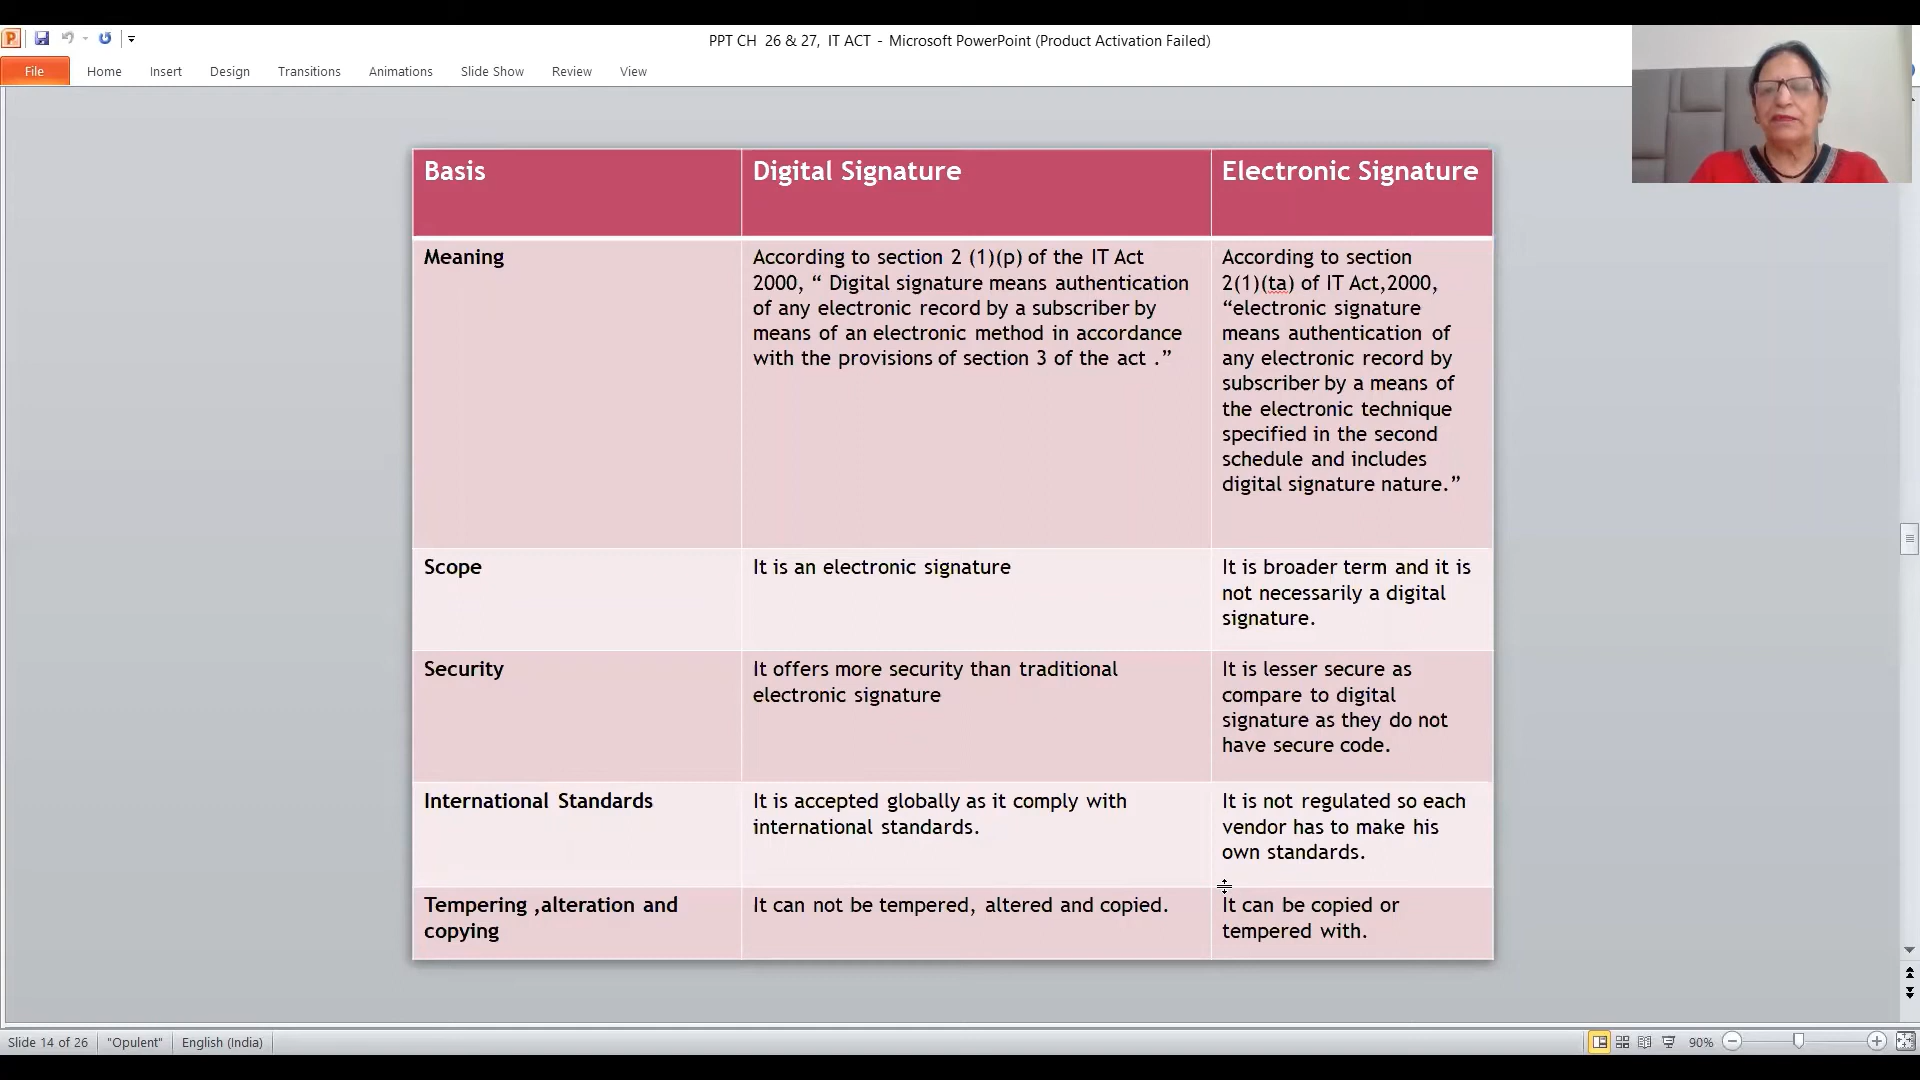 PPT CH 26 & 27, IT ACT - Microsoft PowerPoint (Product Activation Failed)
File Home Insert Design Transitions Animations Slide Show Review View
Basis
Digital Signature
Electronic Signature
Meaning
According to section 2 (1)(p) of the IT Act
2000, “ Digital signature means authentication
of any electronic record by a subscriber by
means of an electronic method in accordance
with the provisions of section 3 of the act .”
According to section
2(1)(ta) of IT Act,2000,
“electronic signature
means authentication of
any electronic record by
subscriber by a means of
the electronic technique
specified in the second
schedule and includes
digital signature nature.”
Scope
It is an electronic signature
It is broader term and it is
not necessarily a digital
signature.
Security
It offers more security than traditional
electronic signature
It is lesser secure as
compare to digital
signature as they do not
have secure code.
International Standards
It is accepted globally as it comply with
international standards.
It is not regulated so each
vendor has to make his
own standards.
Tempering ,alteration and
copying
It can not be tempered, altered and copied.
It can be copied or
tempered with.
Slide 14 of 26 "Opulent" English (India) 90%